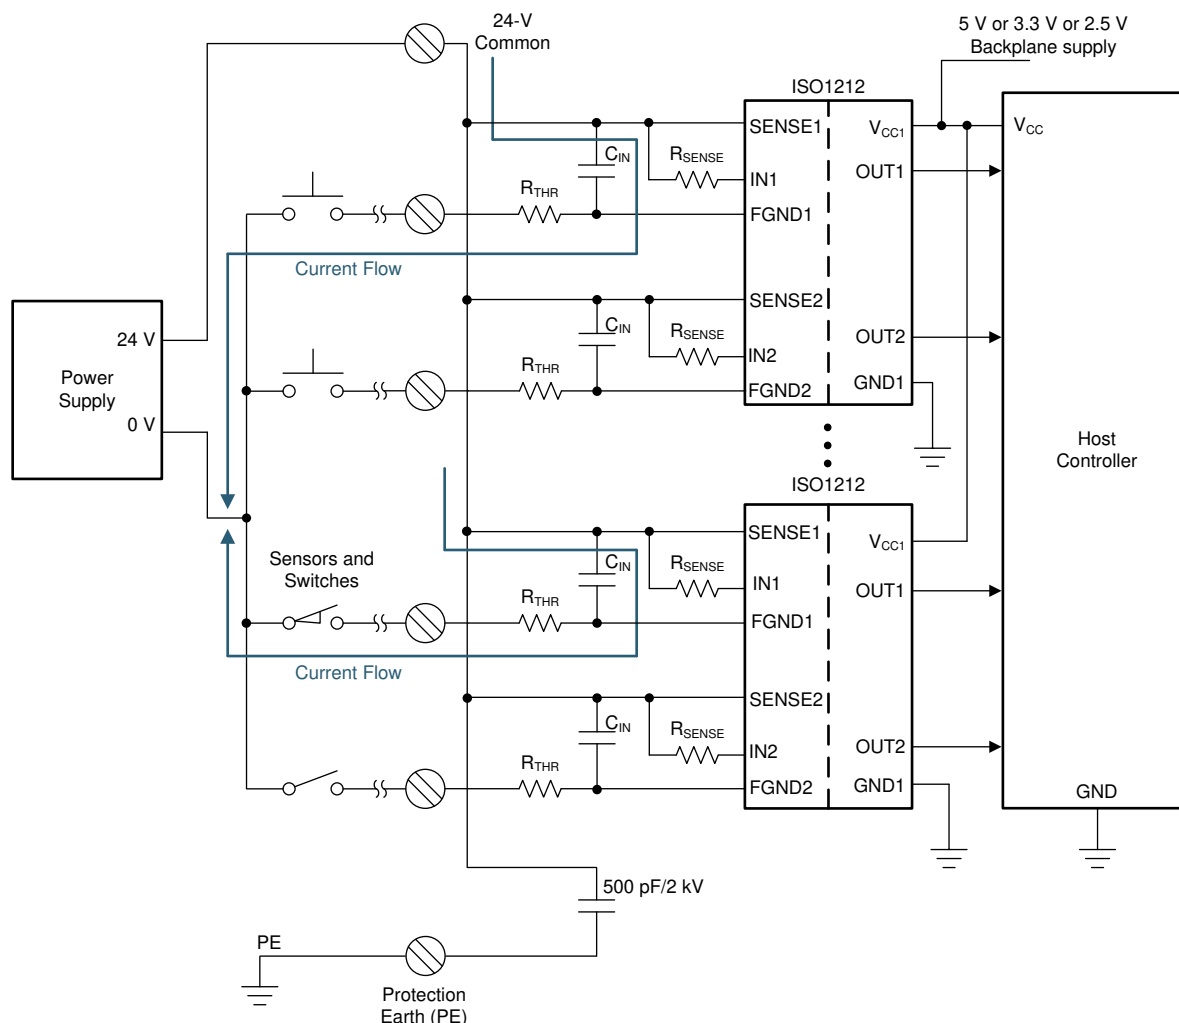 24-V
Common
5 V or 3.3 V or 2.5 V
Backplane supply
ISO1212
SENSE1
VCC1
VCC
CIN
RSENSE
OUT1
IN1
RTHR
FGND1
Current Flow
SENSE2
CIN
RSENSE
OUT2
IN2
RTHR
GND1
FGND2
24 V
Power
Supply
0 V
Host
Controller
ISO1212
SENSE1
VCC1
Sensors and
Switches
CIN
RSENSE
IN1
OUT1
RTHR
FGND1
Current Flow
SENSE2
CIN
RSENSE
OUT2
IN2
RTHR
GND1
FGND2
GND
500 pF/2 kV
PE
Protection
Earth (PE)